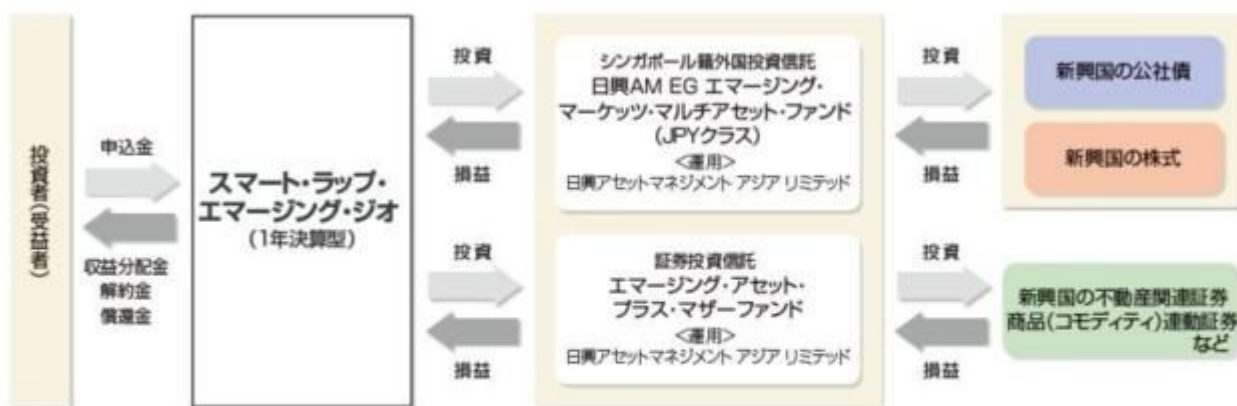 投資者(受益者)
申込金
収益分配金
解約金
償還金
スマート・ラップ・
エマージング・ジオ
(1年決算型)
投資
損益
投資
損益
シンガポール籍外国投資信託
日興AM EG エマージング・
マーケッツ・マルチアセット・ファンド
(JPYクラス)
<運用>
日興アセットマネジメント アジア リミテッド
証券投資信託
エマージング・アセット・
プラス・マザーファンド
<運用>
日興アセットマネジメント アジア リミテッド
投資
損益
投資
損益
新興国の公社債
新興国の株式
新興国の不動産関連証券
商品(コモディティ)連動証券
など